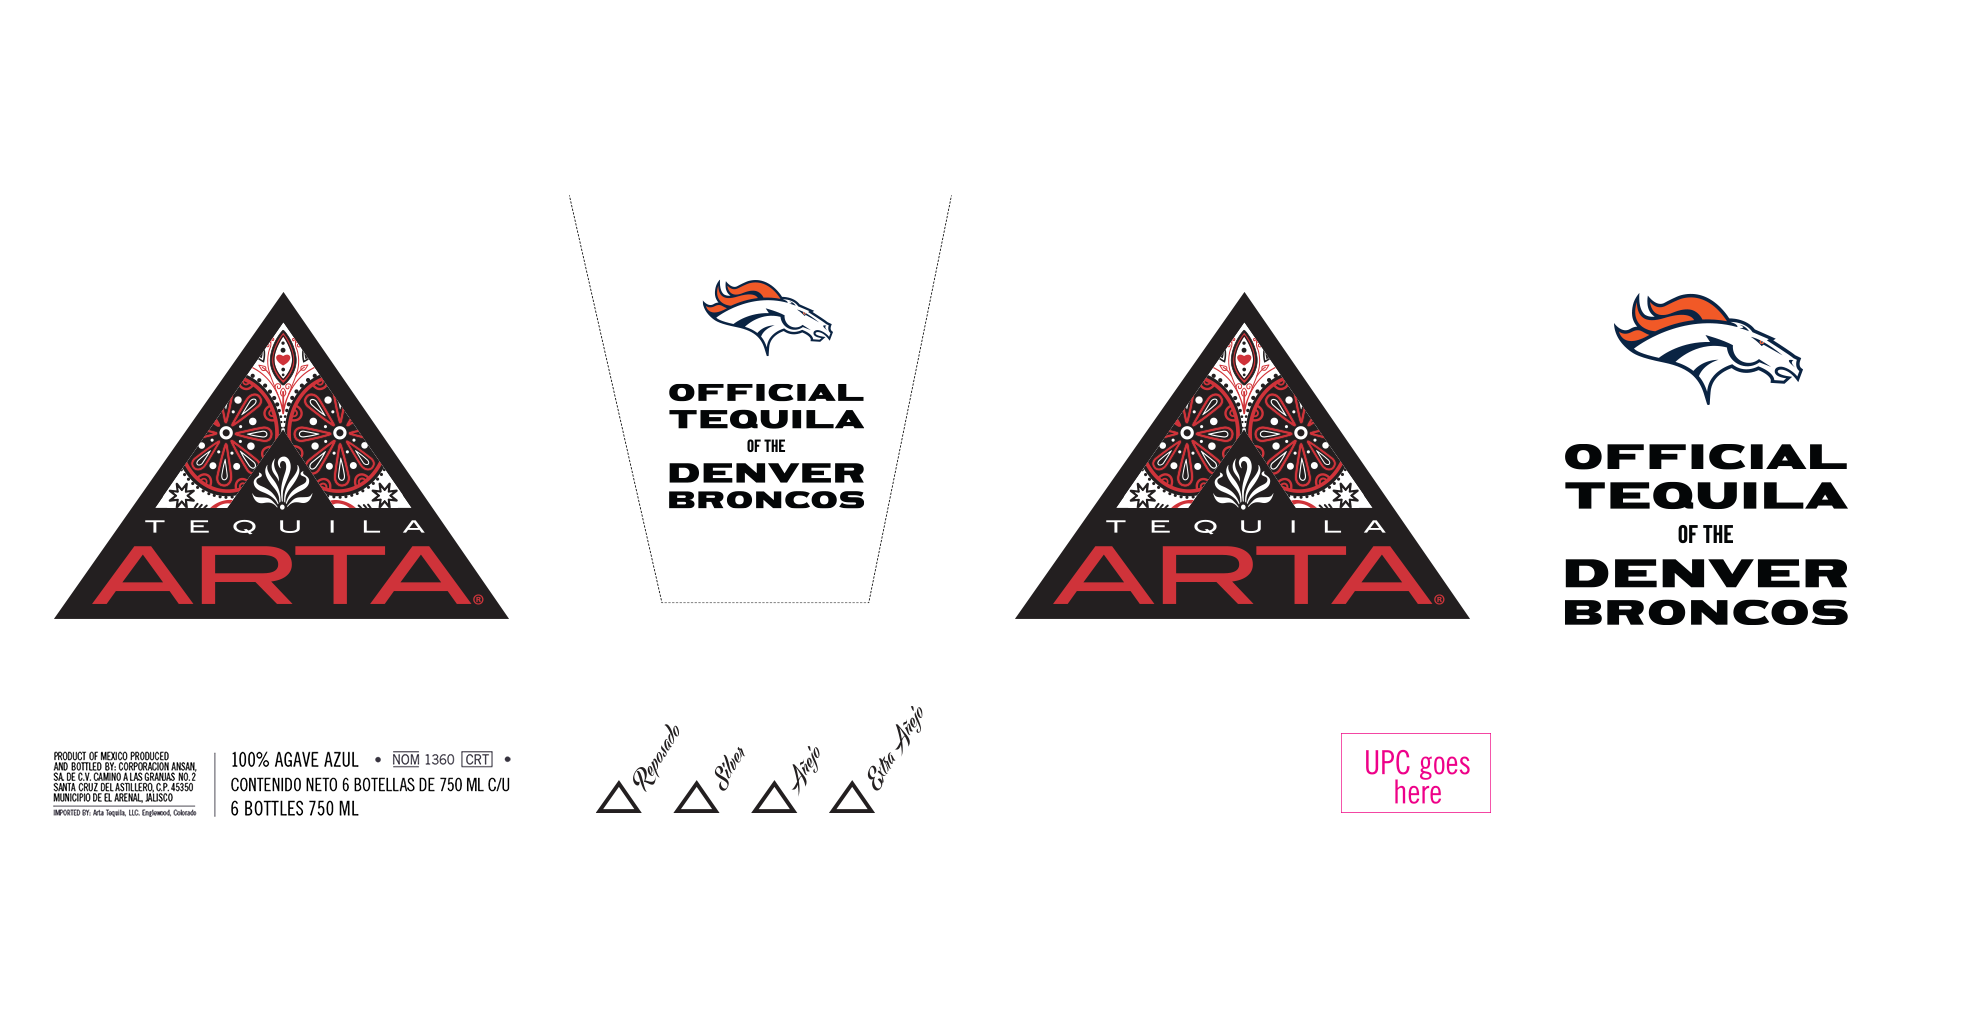 TEQUILA
ARTA®
PRODUCT OF MEXICO PRODUCED
AND BOTTLED BY: CORPORACION ANSAN,
SA. DE C.V. CAMINO A LAS GRANJAS NO. 2
SANTA CRUZ DEL ASTILLERO, C.P. 45350
MUNICIPIO DE EL ARENAL, JALISCO
IMPORTED BY: Arta Tequila, LLC. Englewood, Colorado
100% AGAVE AZUL • NOM 1360 CRT •
CONTENIDO NETO 6 BOTELLAS DE 750 ML C/U
6 BOTTLES 750 ML
OFFICIAL
TEQUILA
OF THE
DENVER
BRONCOS
Reposado
Silver
Añejo
Extra Añejo
TEQUILA
ARTA®
UPC goes
here
OFFICIAL
TEQUILA
OF THE
DENVER
BRONCOS